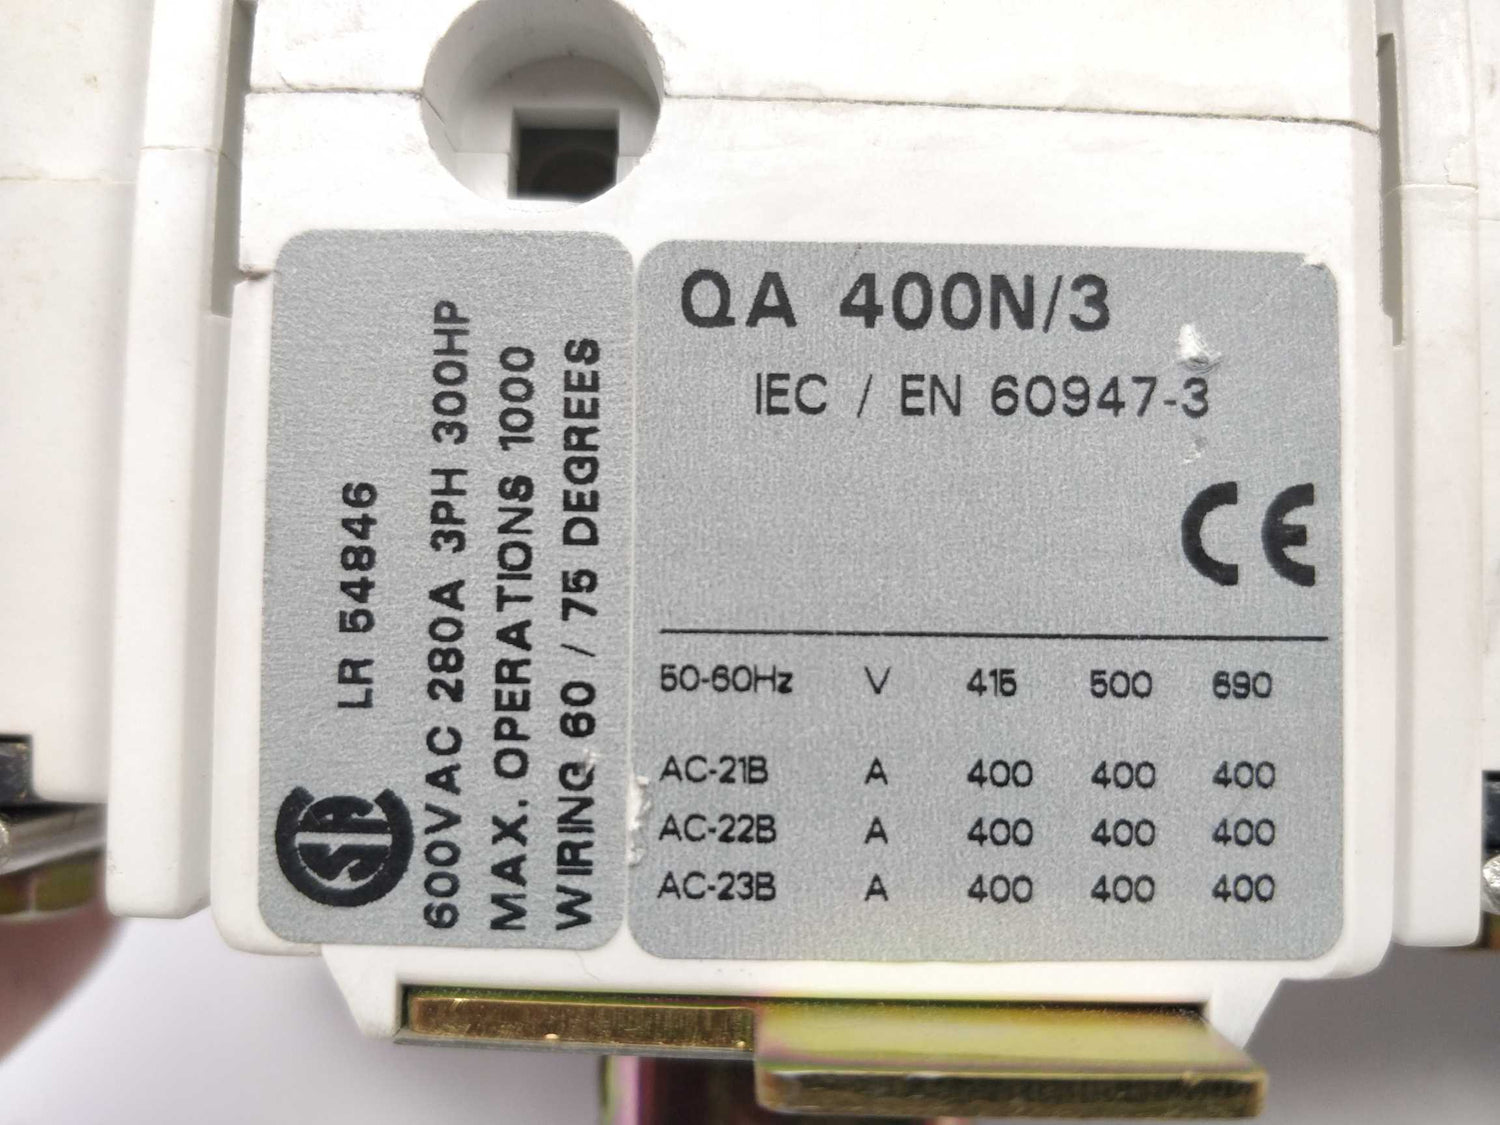 LR 54846
600VAC 280A 3PH 300HP
MAX. OPERATIONS 1000
WIRING 60 / 75 DEGREES
QA 400N/3
IEC / EN 60947-3
CE
50-60Hz V 415 500 690
AC-21B A 400 400 400
AC-22B A 400 400 400
AC-23B A 400 400 400